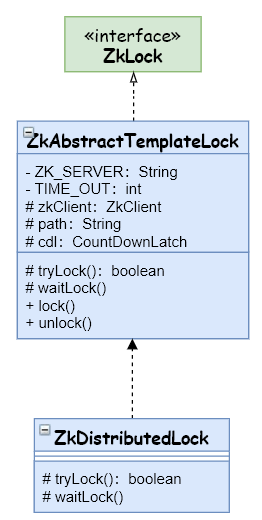 «interface»
ZkLock
ZkAbstractTemplateLock
- ZK_SERVER：String
- TIME_OUT：int
# zkClient：ZkClient
# path：String
# cdl：CountDownLatch
# tryLock()：boolean
# waitLock()
+ lock()
+ unlock()
ZkDistributedLock
# tryLock()：boolean
# waitLock()